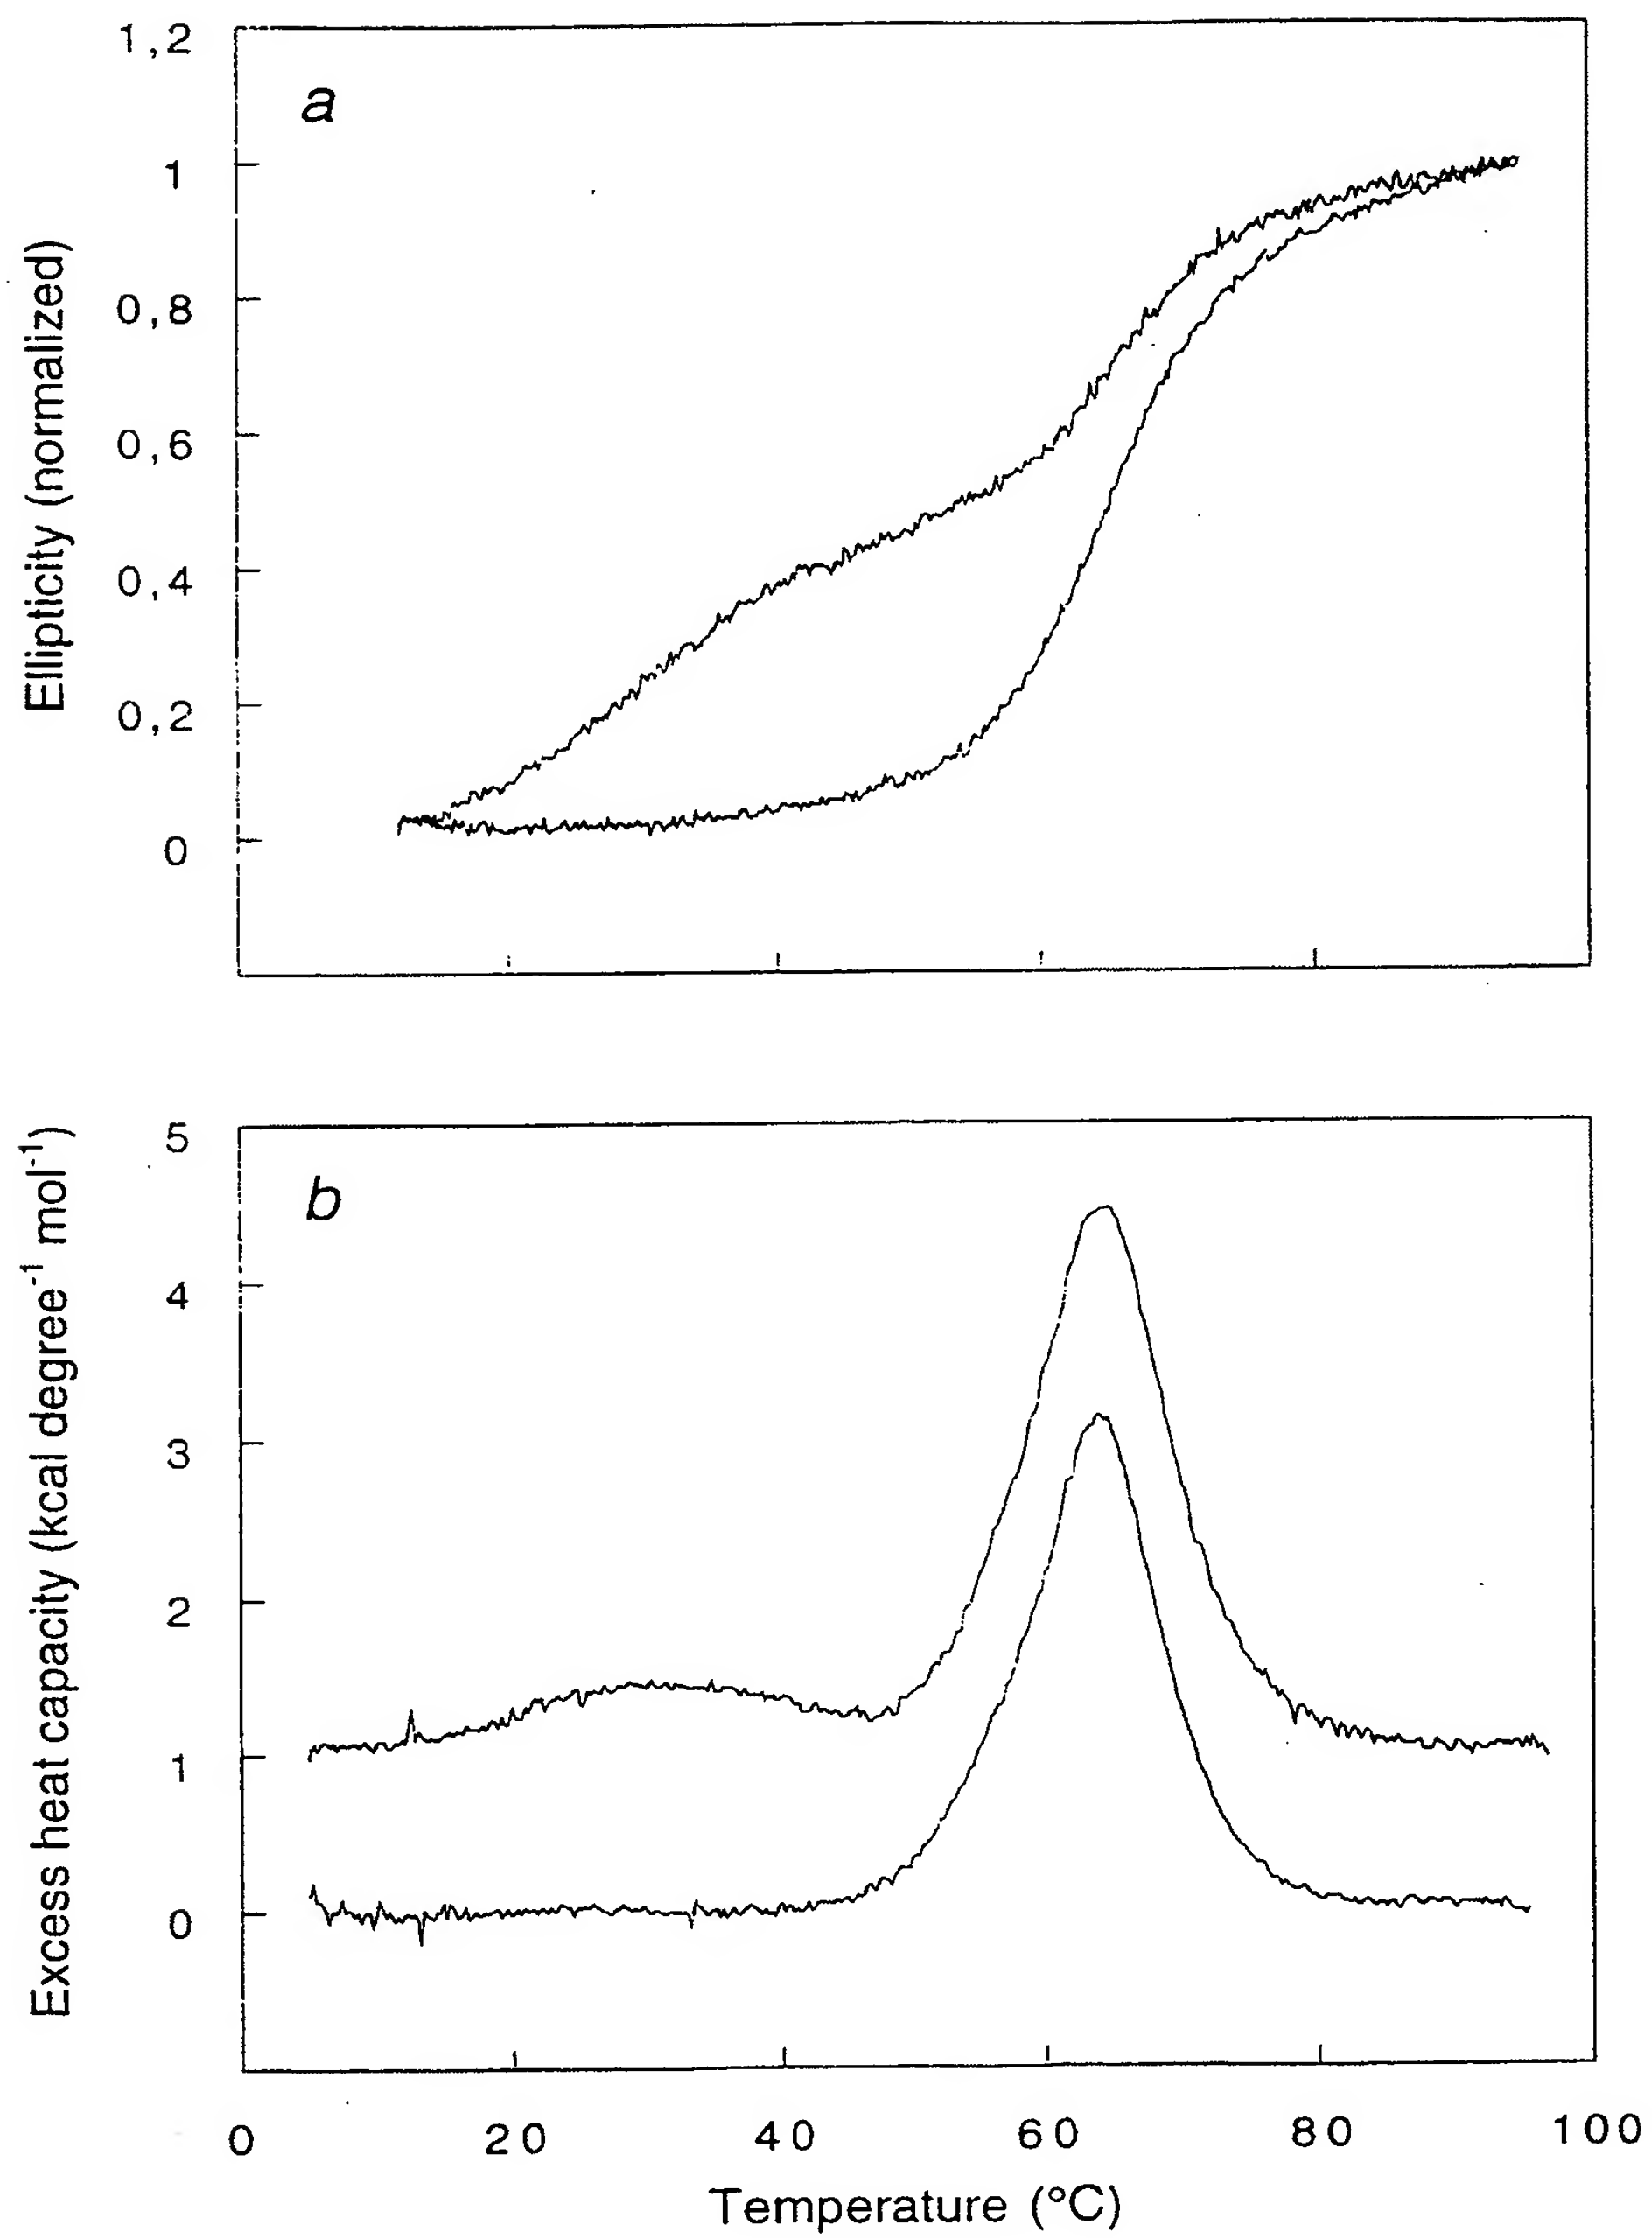 a
Ellipticity (normalized)
1,2
1
0,8
0,6
0,4
0,2
0
b
Excess heat capacity (kcal degree⁻¹ mol⁻¹)
5
4
3
2
1
0
0 20 40 60 80 100
Temperature (°C)